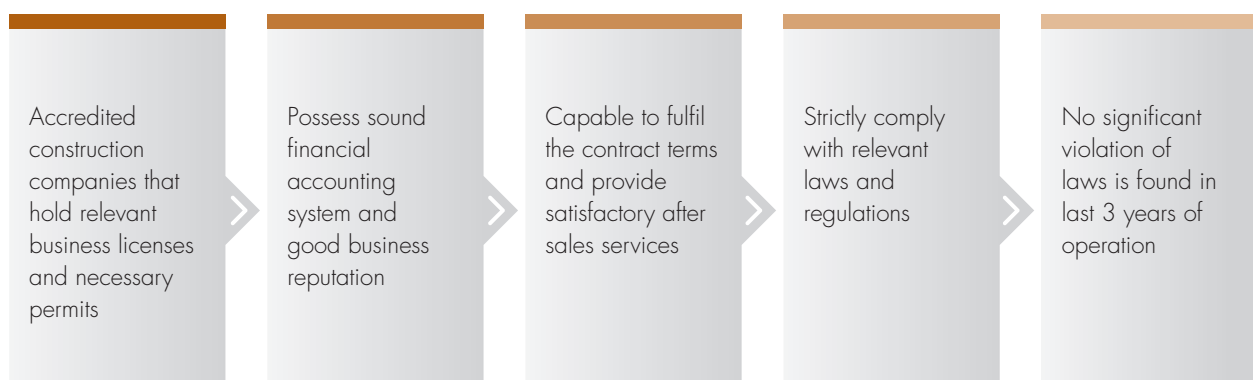 Accredited
construction
companies that
hold relevant
business licenses
and necessary
permits
Possess sound
financial
accounting
system and
good business
reputation
Capable to fulfil
the contract terms
and provide
satisfactory after
sales services
Strictly comply
with relevant
laws and
regulations
No significant
violation of
laws is found in
last 3 years of
operation